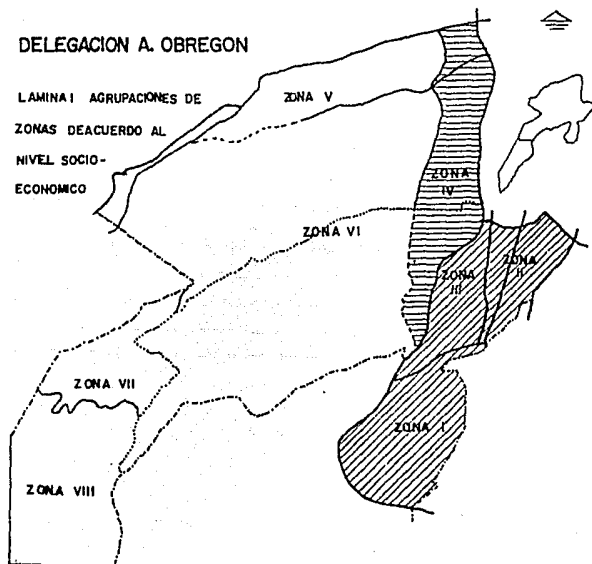 DELEGACION A. OBREGON
LAMINA I AGRUPACIONES DE
ZONAS DEACUERDO AL
NIVEL SOCIO-
ECONOMICO
ZONA V
ZONA
IV
ZONA VI
ZONA
III
ZONA
II
ZONA VII
ZONA I
ZONA VIII